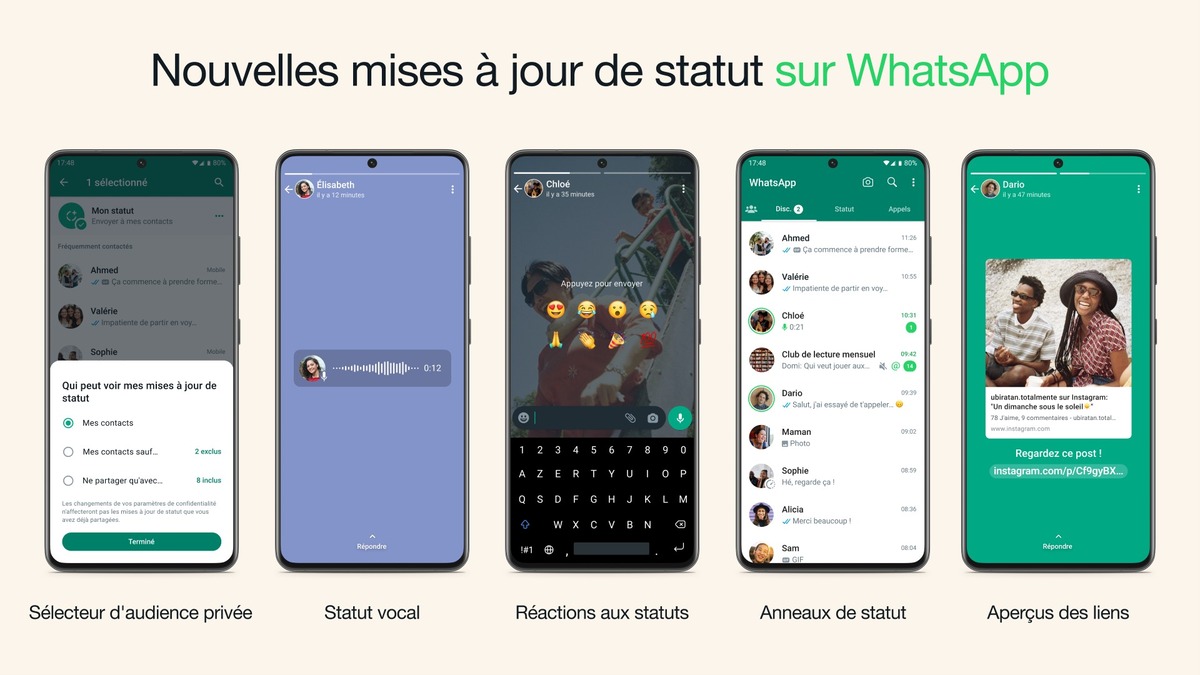 Nouvelles mises à jour de statut sur WhatsApp
17:48
80%
1 sélectionné
Mon statut
Envoyer à mes contacts
Fréquemment contactés
Ahmed
Mobile
Ça commence à prendre forme...
Valérie
Impatiente de partir en voy...
Sophie
Mobile
Qui peut voir mes mises à jour de
statut
Mes contacts
Mes contacts sauf...
2 exclus
Ne partager qu'avec...
8 inclus
Les changements de vos paramètres de confidentialité
n'affecteront pas les mises à jour de statut que vous
avez déjà partagées.
Terminé
Élisabeth
il y a 12 minutes
0:12
Répondre
Chloé
il y a 35 minutes
Appuyez pour envoyer
1 2 3 4 5 6 7 8 9 0
A Z E R T Y U I O P
Q S D F G H J K L M
W X C V B N
!#1 , .
17:48
80%
WhatsApp
Disc. 2
Statut
Appels
Ahmed
11:26
Ça commence à prendre forme...
Valérie
10:55
Impatiente de partir en voy...
Chloé
10:31
0:21
1
Club de lecture mensuel
09:42
Domi: Qui veut jouer aux...
@ 14
Dario
09:39
Salut, j'ai essayé de t'appeler..
Maman
09:02
Photo
Sophie
08:59
Hé, regarde ça !
Alicia
08:36
Merci beaucoup !
Sam
08:04
GIF
Dario
il y a 47 minutes
ubiratan.totalmente sur Instagram:
"Un dimanche sous le soleil"
78 J'aime, 9 commentaires - ubiratan.total...
www.instagram.com
Regardez ce post !
instagram.com/p/Cf9gyBX...
Répondre
Sélecteur d'audience privée
Statut vocal
Réactions aux statuts
Anneaux de statut
Aperçus des liens